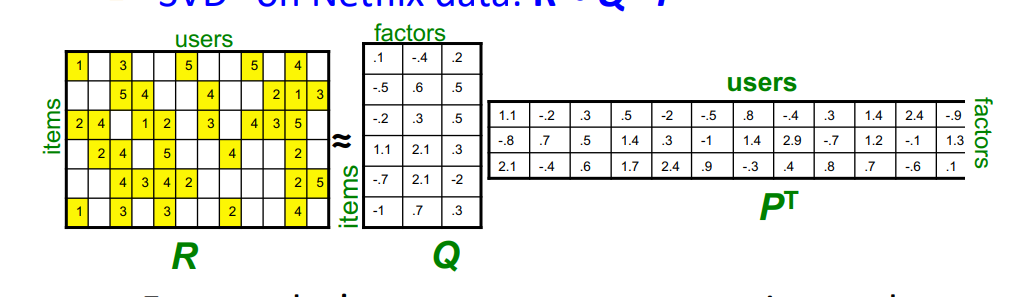 SVD on Netflix data:
users
items
1 3 5 5 4
5 4 4 2 1 3
2 4 1 2 3 4 3 5
2 4 5 4 2
4 3 4 2 2 5
1 3 3 2 4
R
≈
factors
items
.1 -.4 .2
-.5 .6 .5
-.2 .3 .5
1.1 2.1 .3
-.7 2.1 -2
-1 .7 .3
Q
users
factors
1.1 -.2 .3 .5 -2 -.5 .8 -.4 .3 1.4 2.4 -.9
-.8 .7 .5 1.4 .3 -1 1.4 2.9 -.7 1.2 -.1 1.3
2.1 -.4 .6 1.7 2.4 .9 -.3 .4 .8 .7 -.6 .1
Pᵀ